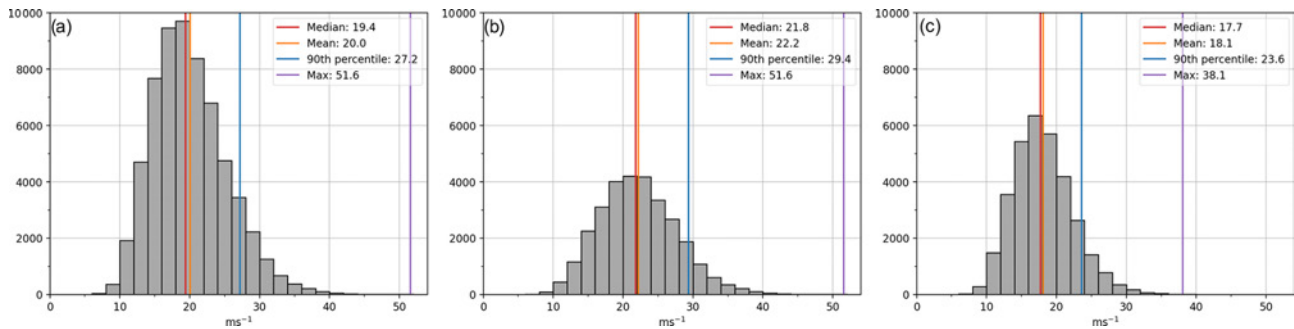 (a)
Median: 19.4
Mean: 20.0
90th percentile: 27.2
Max: 51.6
10000
8000
6000
4000
2000
0
0 10 20 30 40 50
ms⁻¹
(b)
Median: 21.8
Mean: 22.2
90th percentile: 29.4
Max: 51.6
10000
8000
6000
4000
2000
0
0 10 20 30 40 50
ms⁻¹
(c)
Median: 17.7
Mean: 18.1
90th percentile: 23.6
Max: 38.1
10000
8000
6000
4000
2000
0
0 10 20 30 40 50
ms⁻¹